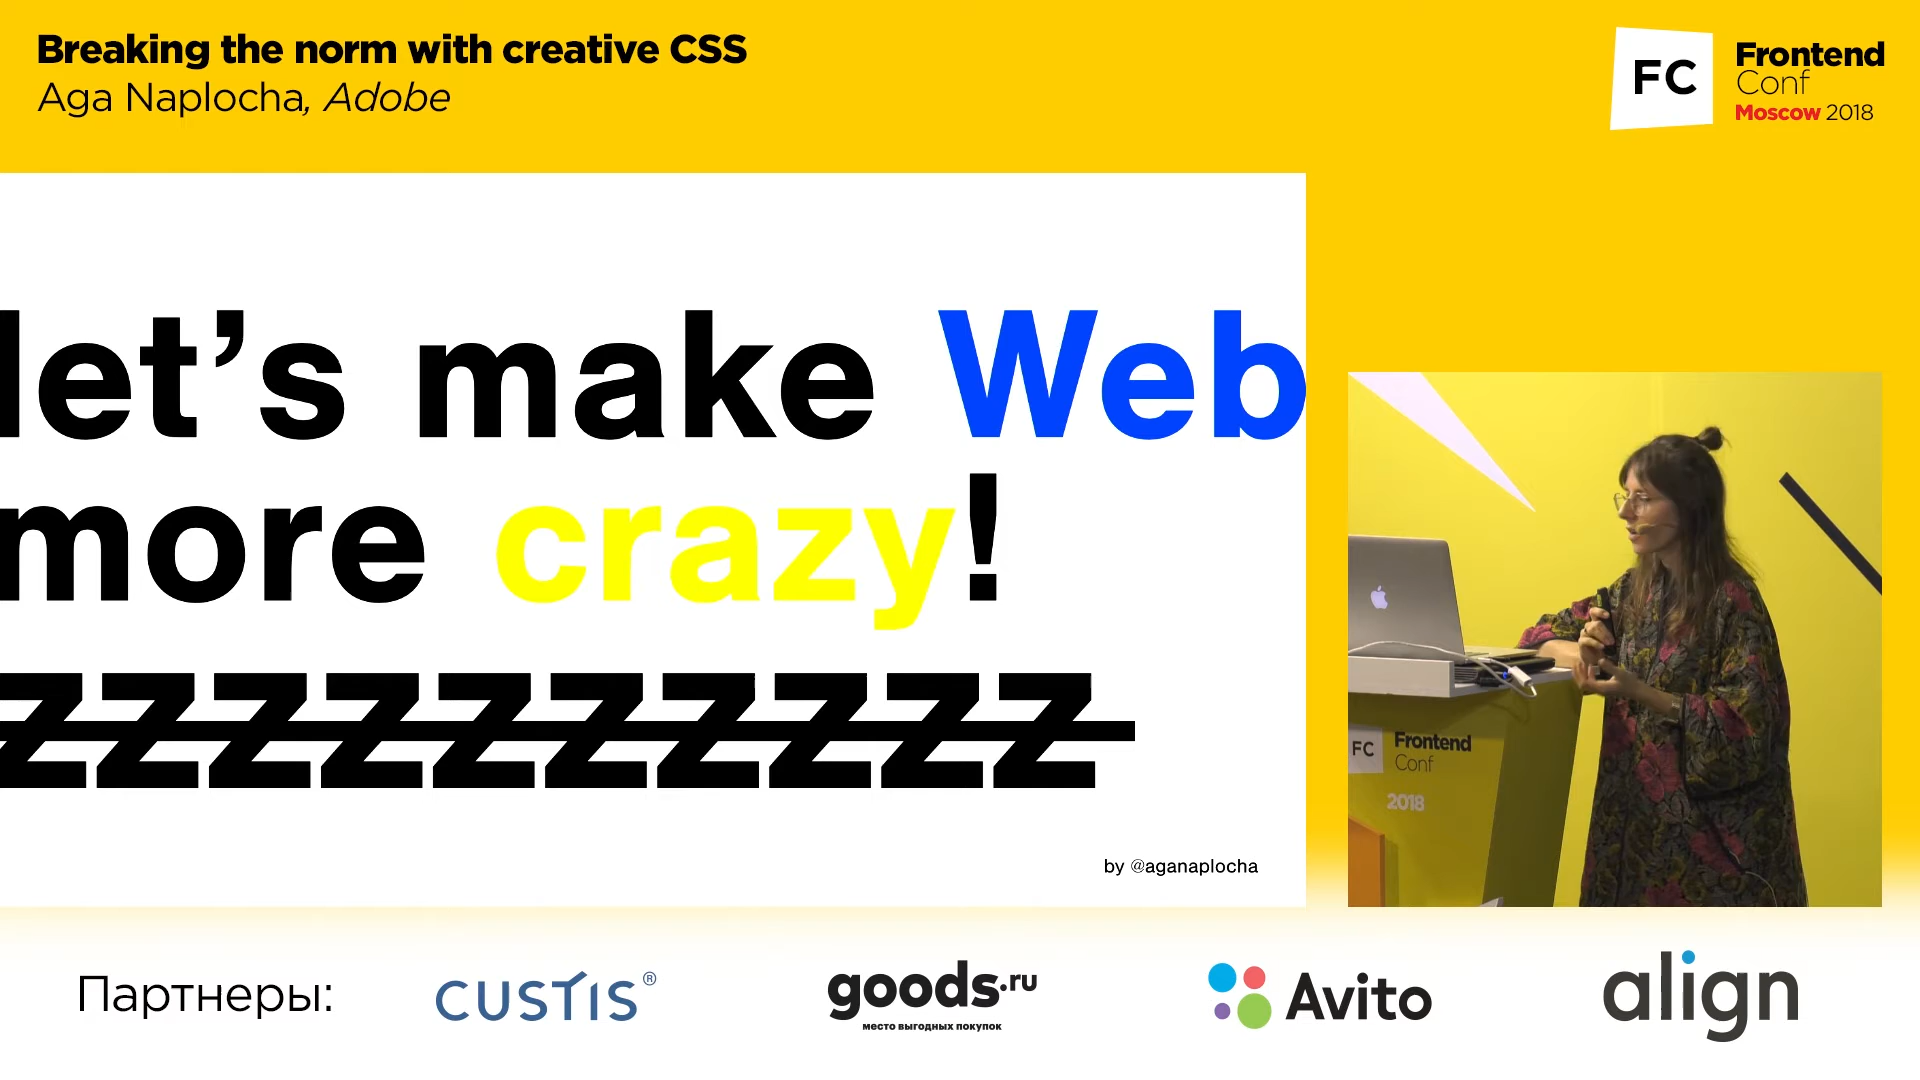 Breaking the norm with creative CSS
Aga Naplocha, Adobe
FC
Frontend
Conf
Moscow 2018
let’s make Web
more crazy!
zzzzzzzzzz
by @aganaplocha
FC
Frontend
Conf
2018
Партнеры:
CUSTIS®
goods.ru
место выгодных покупок
Avito
align